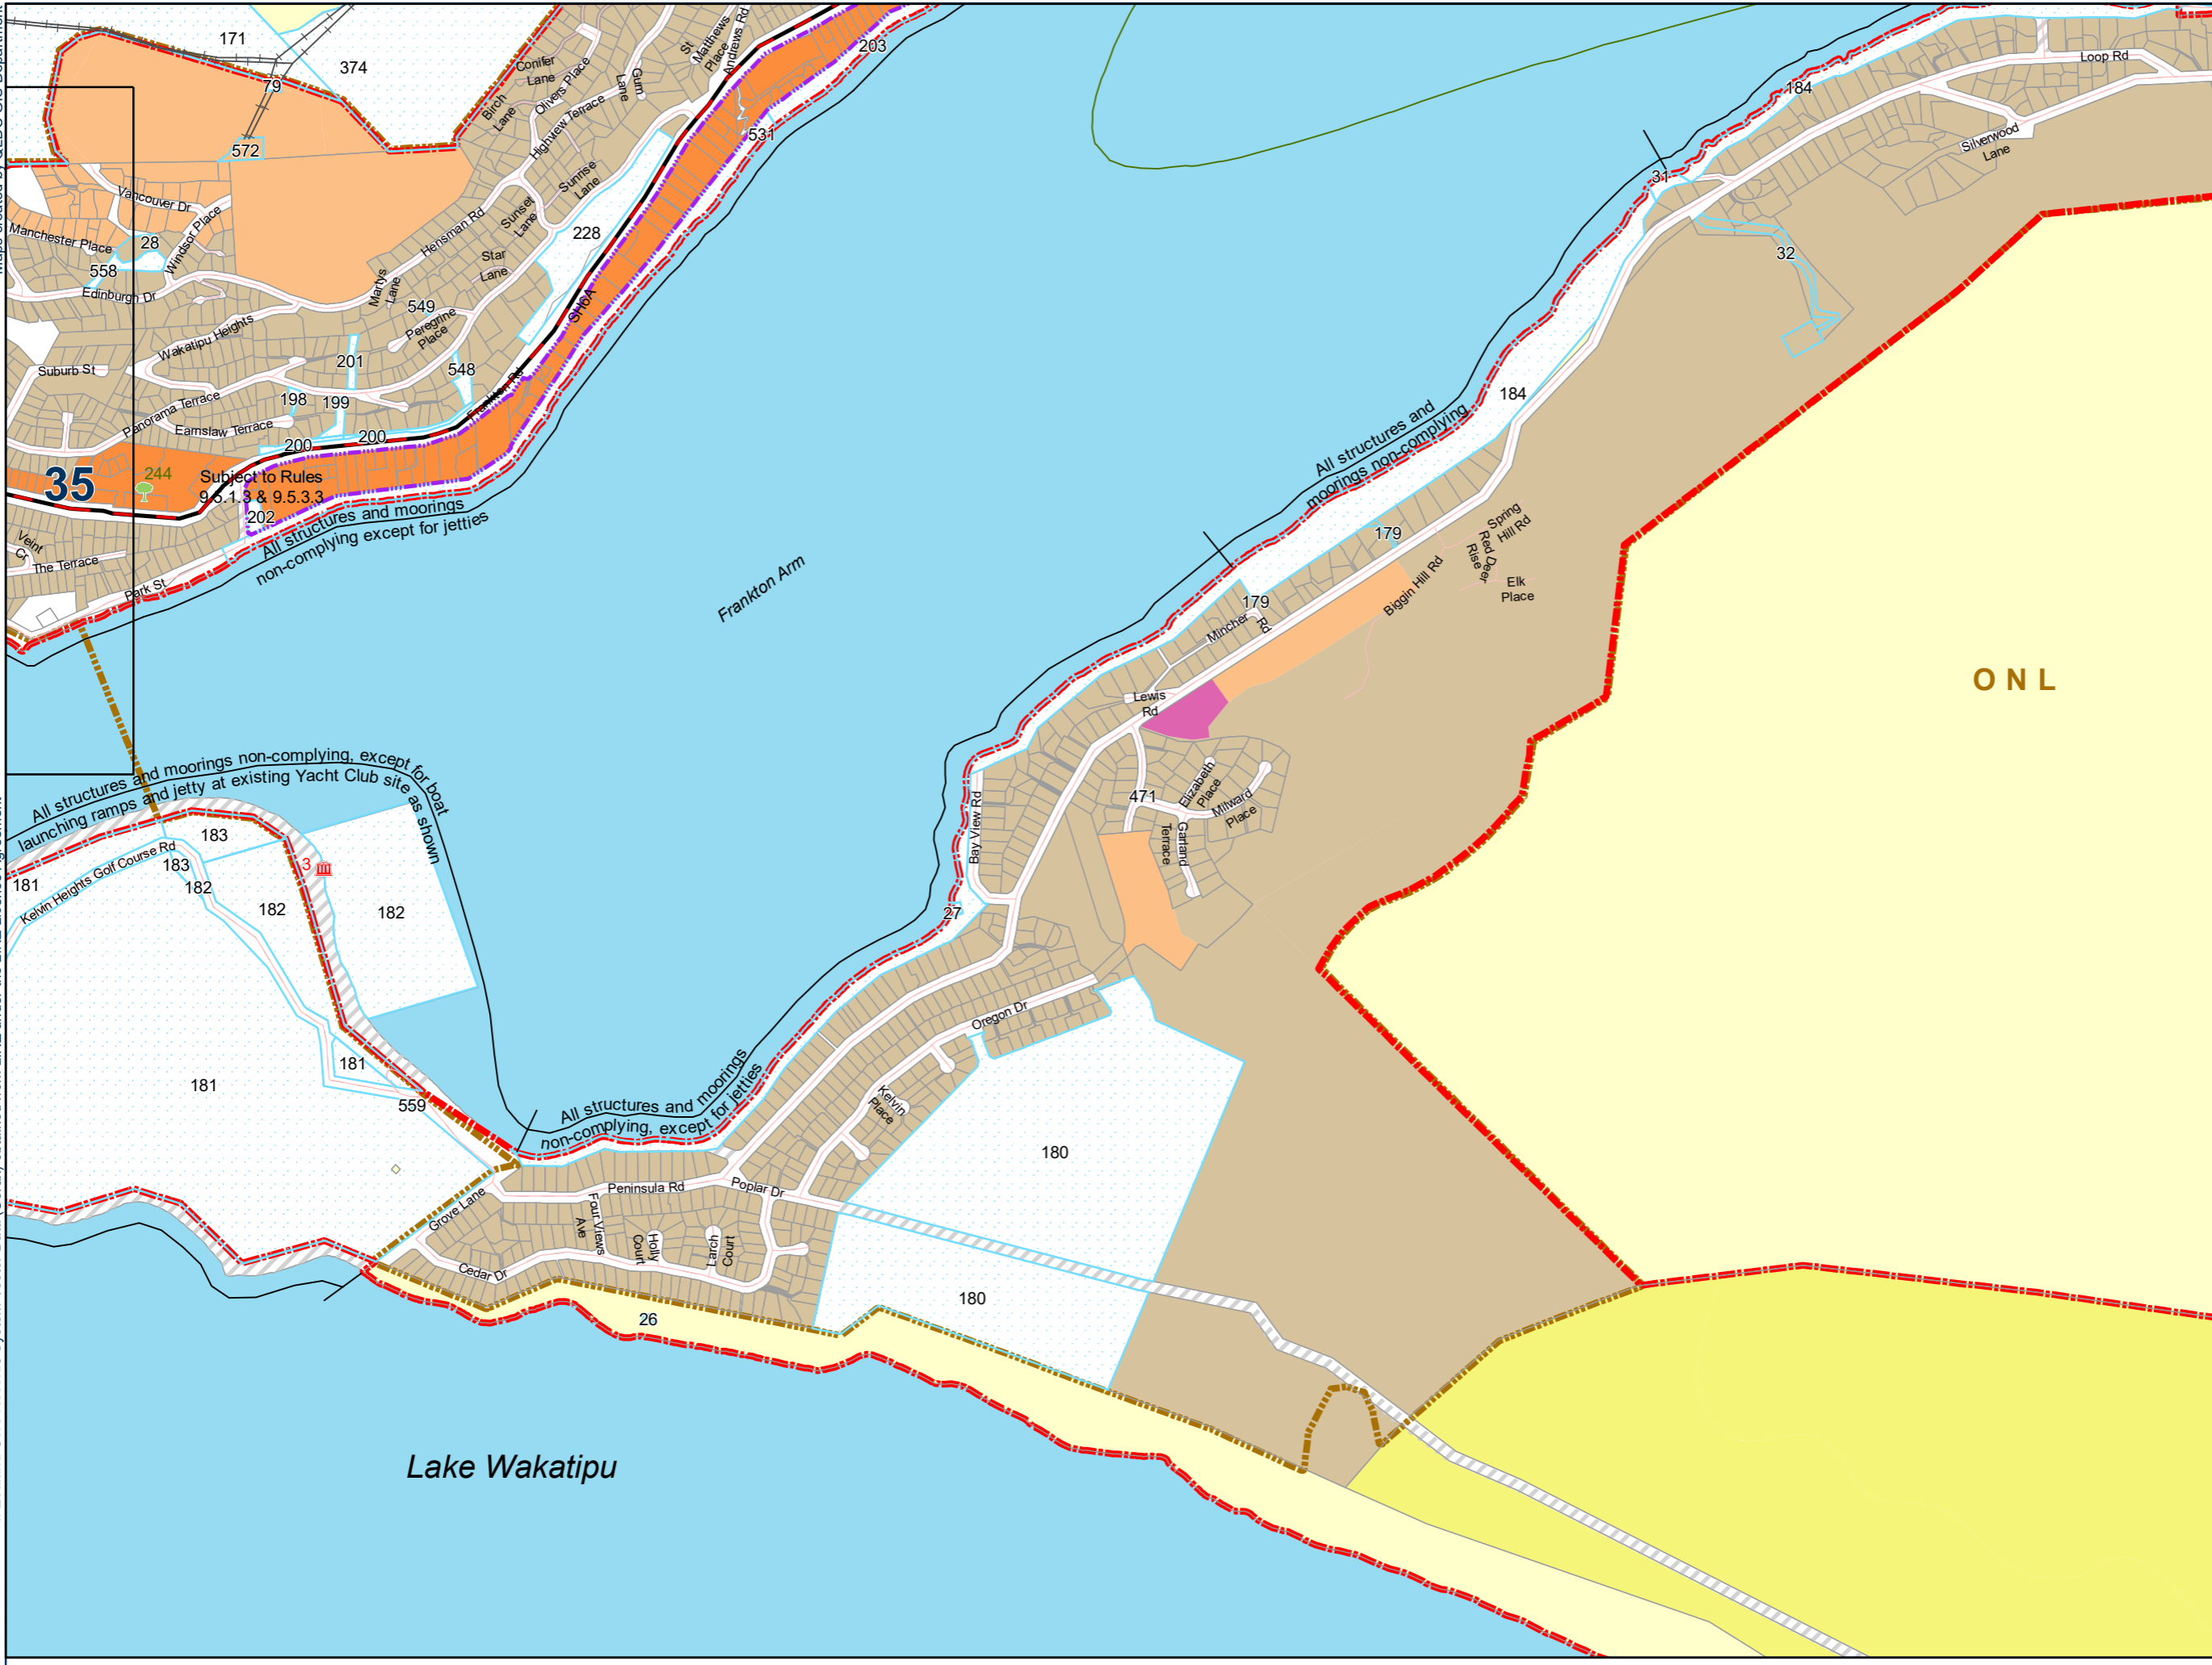 171
374
79
572
Conifer
Lane
Olivers Place
Birch
Lane
Gum
Lane
Highview Terrace
St
Matthews
Place
Andrews Rd
203
531
Sunrise
Lane
Sunset
Lane
Hensman Rd
Star
Lane
228
Vancouver Dr
Windsor Place
Manchester Place
28
558
Edinburgh Dr
Martys
Lane
549
Peregrine
Place
SH6A
Wakatipu Heights
201
548
Suburb St
198
199
Frankton Rd
Panorama Terrace
Earnslaw Terrace
200
200
35
244
Subject to Rules
9.5.1.3 & 9.5.3.3
202
All structures and moorings
non-complying except for jetties
Veint
Cr
The Terrace
Park St
Frankton Arm
Loop Rd
184
Silverwood
Lane
31
32
184
All structures and
moorings non-complying
179
Spring
Hill Rd
Red Deer
Rise
Elk
Place
Biggin Hill Rd
179
Mincher
Rd
Lewis
Rd
O N L
471
Elizabeth
Place
Milward
Place
Garland
Terrace
Bay View Rd
27
All structures and moorings non-complying, except for boat
launching ramps and jetty at existing Yacht Club site as
shown
183
3
Kelvin Heights Golf Course Rd
183
181
182
182
182
181
181
559
Oregon Dr
Kelvin
Place
All structures and moorings
non-complying, except for jetties
180
Peninsula Rd
Poplar Dr
Grove Lane
Four Views
Ave
Holly
Court
Larch
Court
Cedar Dr
180
26
Lake Wakatipu